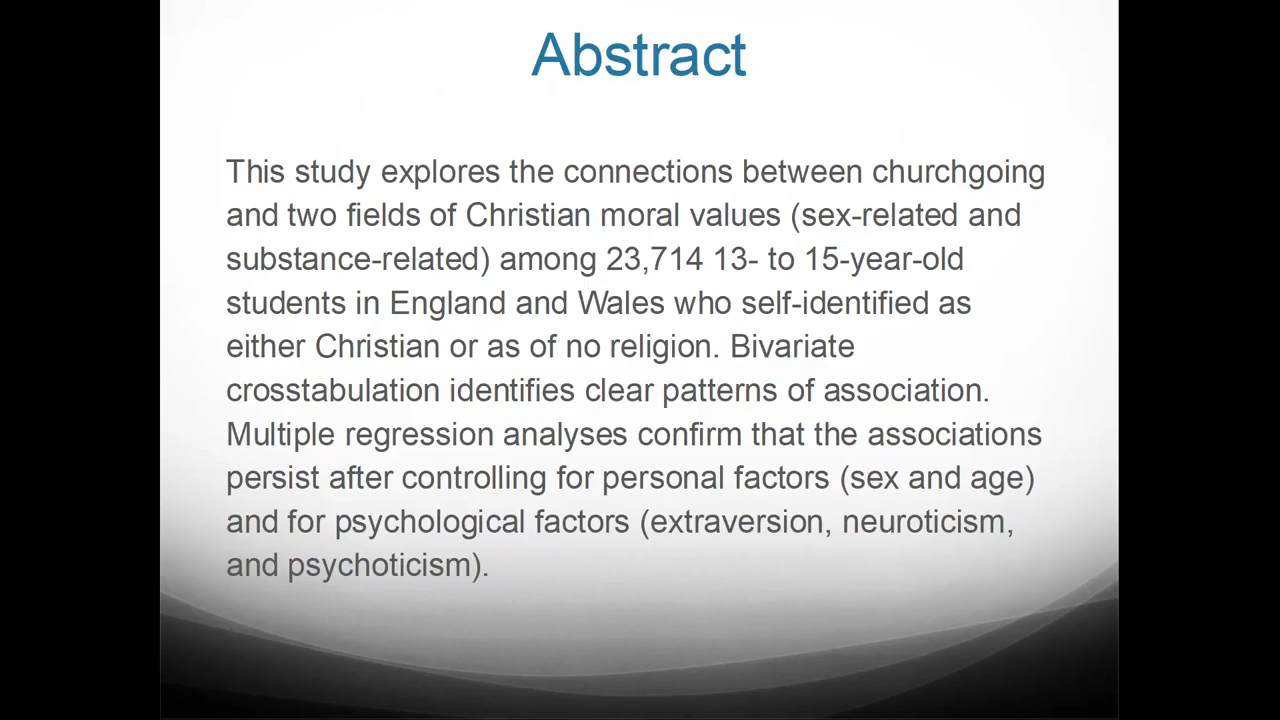 Abstract
This study explores the connections between churchgoing
and two fields of Christian moral values (sex-related and
substance-related) among 23,714 13- to 15-year-old
students in England and Wales who self-identified as
either Christian or as of no religion. Bivariate
crosstabulation identifies clear patterns of association.
Multiple regression analyses confirm that the associations
persist after controlling for personal factors (sex and age)
and for psychological factors (extraversion, neuroticism,
and psychoticism).